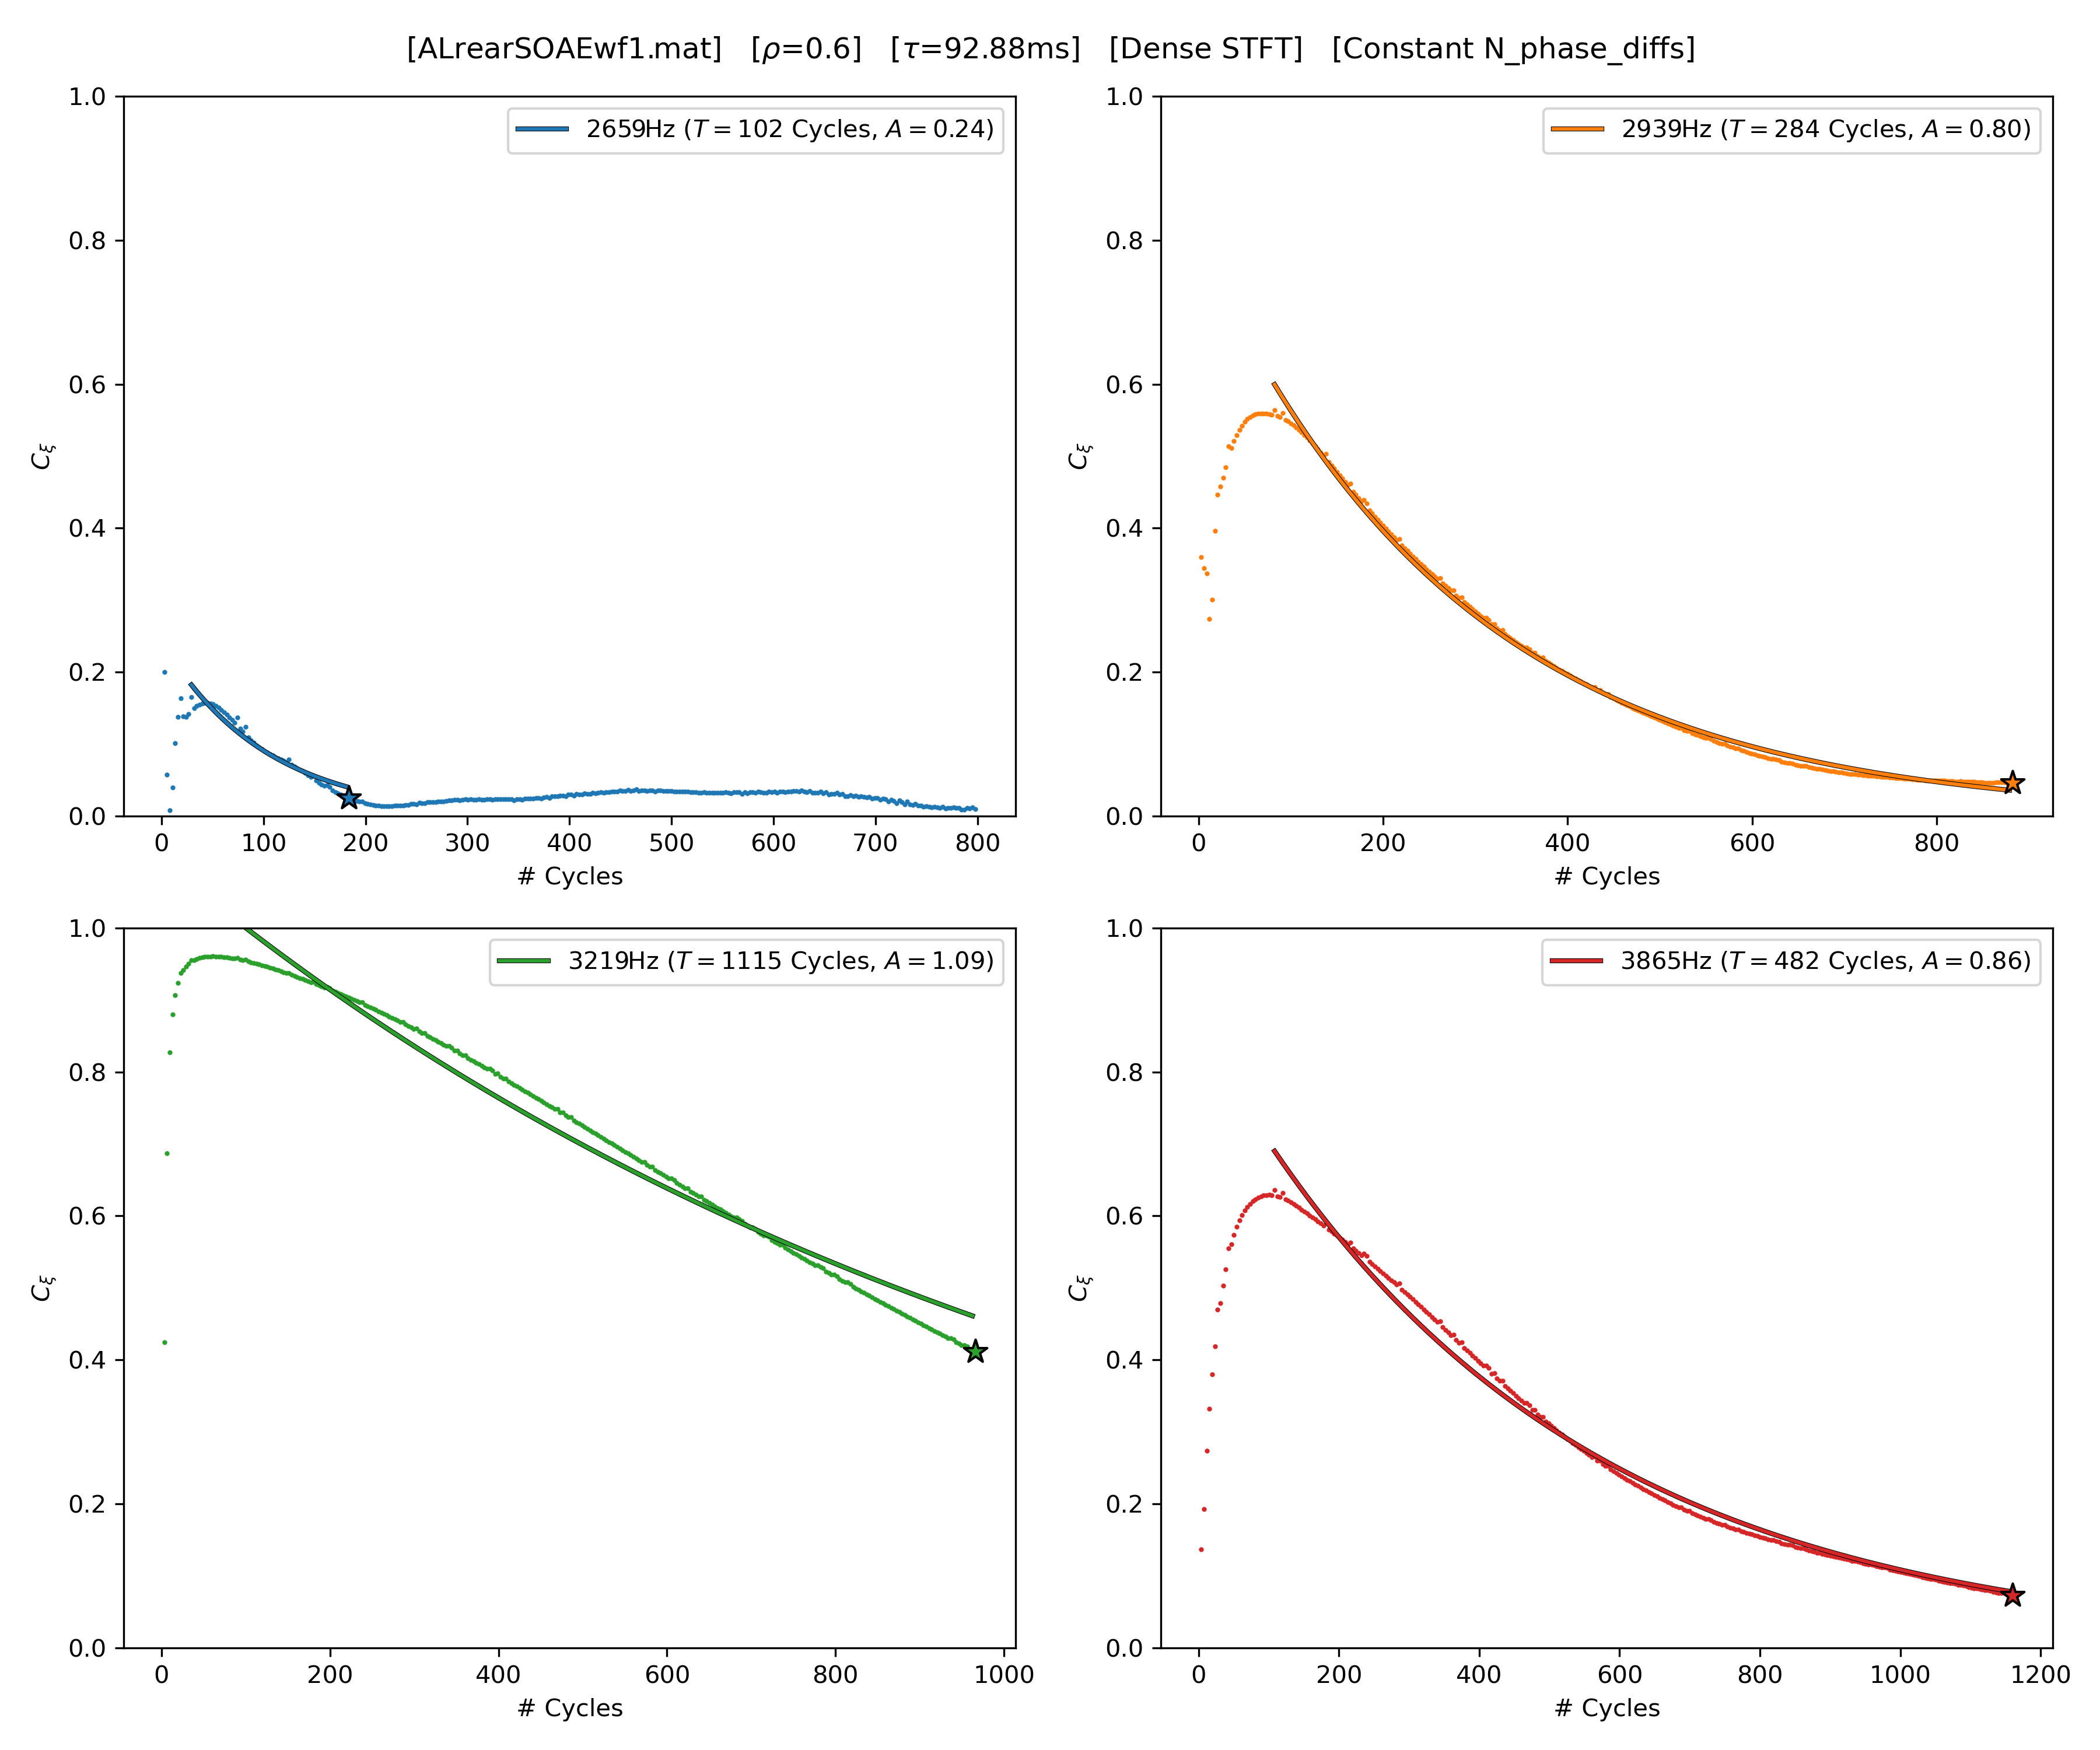 [ALrearSOAEwf1.mat]   [ρ=0.6]   [τ=92.88ms]   [Dense STFT]   [Constant N_phase_diffs]
1.0
0.8
0.6
0.4
0.2
0.0
C_ξ
2659Hz (T = 102 Cycles, A = 0.24)
0 100 200 300 400 500 600 700 800
# Cycles
1.0
0.8
0.6
0.4
0.2
0.0
C_ξ
2939Hz (T = 284 Cycles, A = 0.80)
0 200 400 600 800
# Cycles
1.0
0.8
0.6
0.4
0.2
0.0
C_ξ
3219Hz (T = 1115 Cycles, A = 1.09)
0 200 400 600 800 1000
# Cycles
1.0
0.8
0.6
0.4
0.2
0.0
C_ξ
3865Hz (T = 482 Cycles, A = 0.86)
0 200 400 600 800 1000 1200
# Cycles